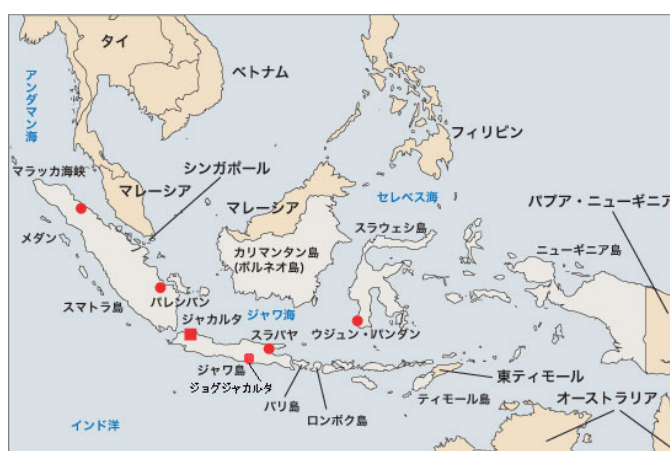 タイ
ベトナム
アンダマン海
フィリピン
マラッカ海峡
シンガポール
マレーシア
マレーシア
セレベス海
パプア・ニューギニア
メダン
スラウェシ島
カリマンタン島
(ボルネオ島)
ニューギニア島
スマトラ島
パレンバン
ジャワ海
ジャカルタ
スラバヤ
ウジュン・パンダン
ジャワ島
ジョグジャカルタ
バリ島
ロンボク島
東ティモール
ティモール島
オーストラリア
インド洋